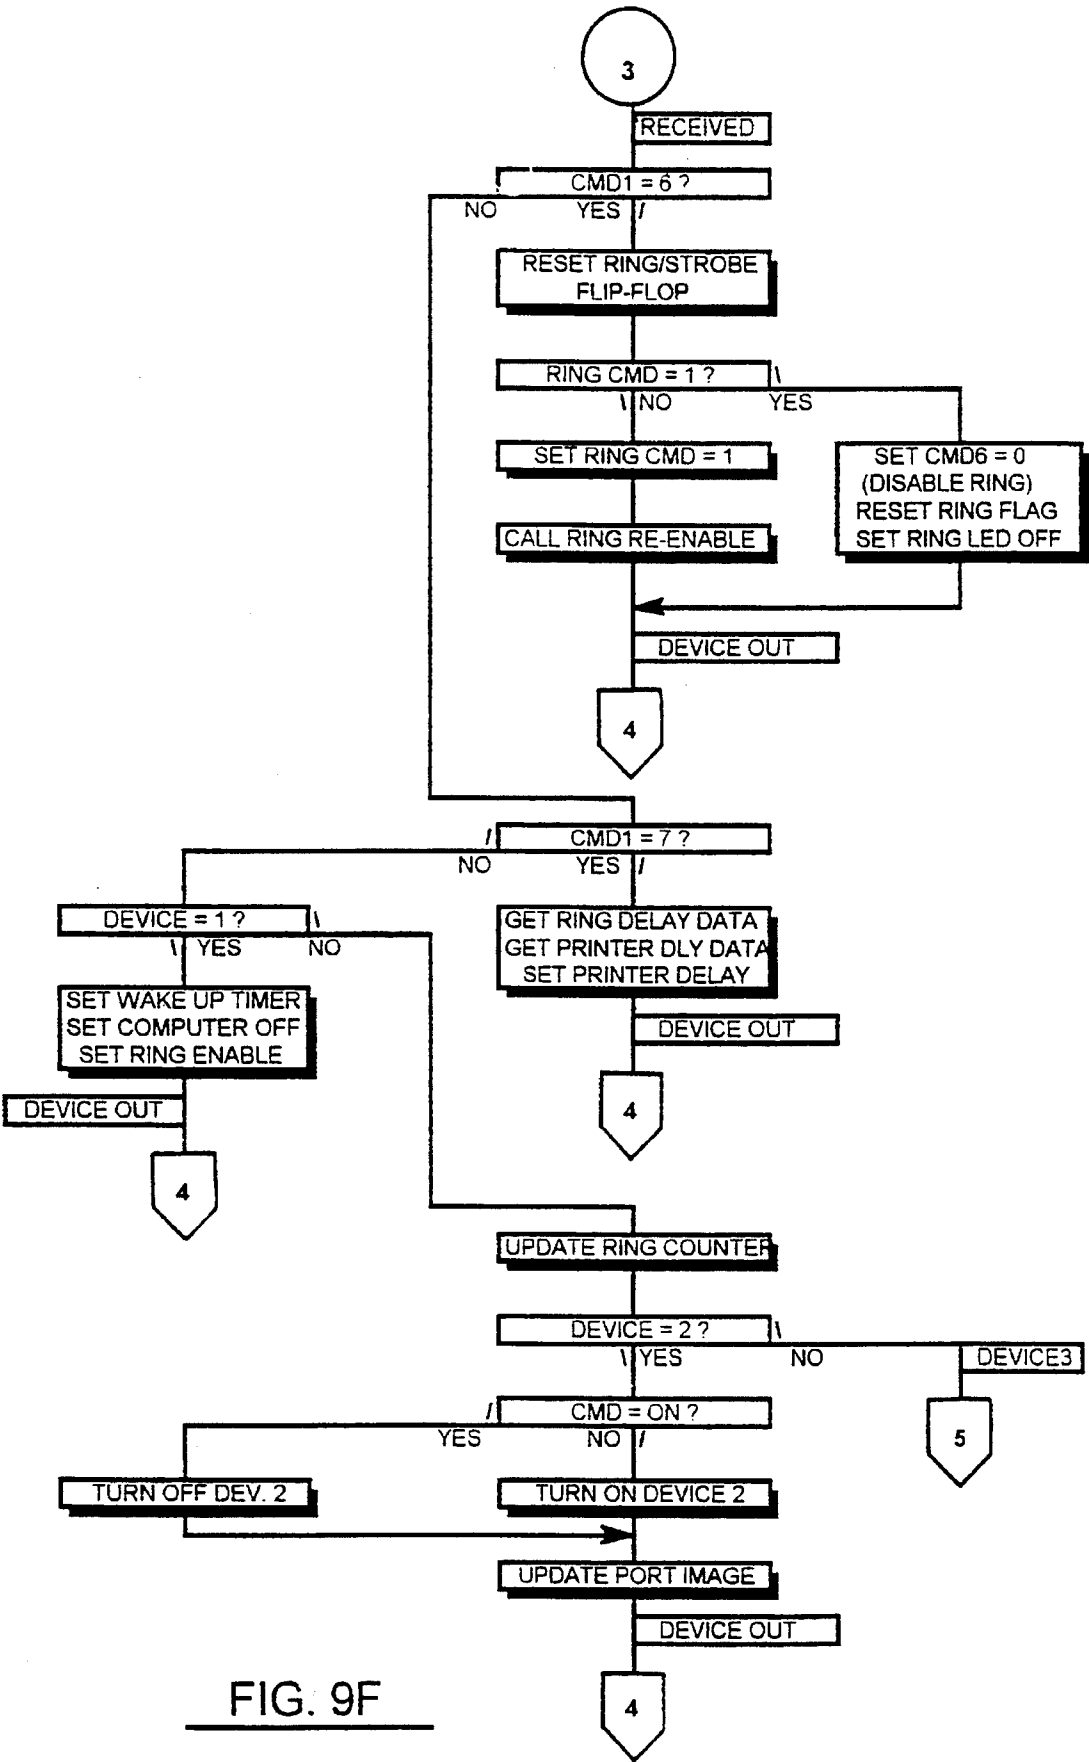 3
RECEIVED
CMD1 = 6 ?
NO YES
RESET RING/STROBE
FLIP-FLOP
RING CMD = 1 ?
NO YES
SET RING CMD = 1
SET CMD6 = 0
(DISABLE RING)
RESET RING FLAG
SET RING LED OFF
CALL RING RE-ENABLE
DEVICE OUT
4
CMD1 = 7 ?
NO YES
DEVICE = 1 ?
YES NO
GET RING DELAY DATA
GET PRINTER DLY DATA
SET PRINTER DELAY
SET WAKE UP TIMER
SET COMPUTER OFF
SET RING ENABLE
DEVICE OUT
4
DEVICE OUT
4
UPDATE RING COUNTER
DEVICE = 2 ?
YES NO
DEVICE3
5
CMD = ON ?
YES NO
TURN OFF DEV. 2
TURN ON DEVICE 2
UPDATE PORT IMAGE
DEVICE OUT
4
FIG. 9F